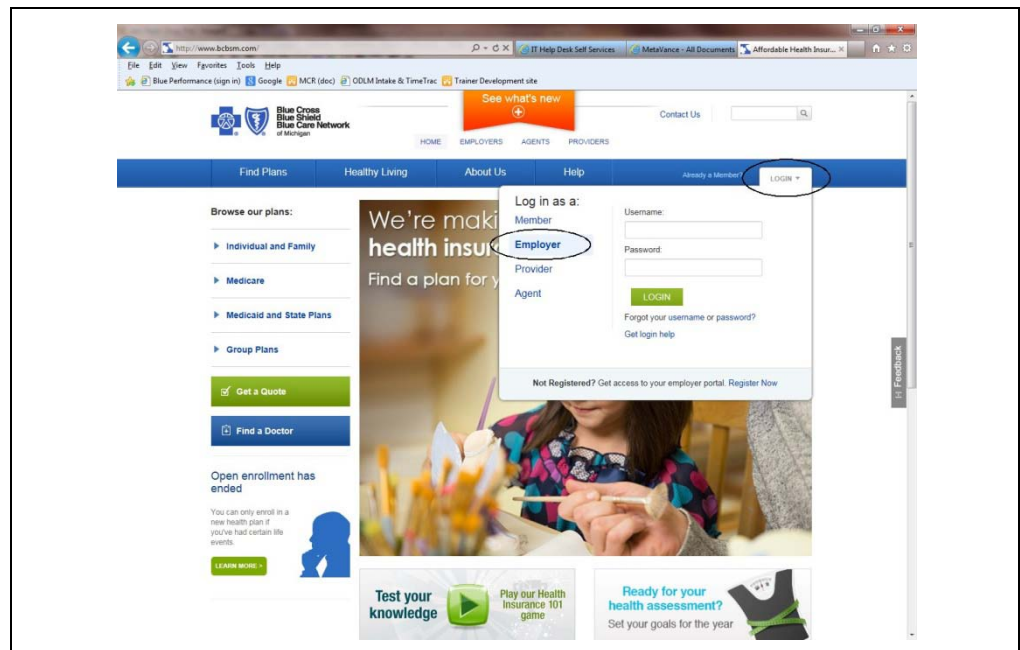 http://www.bcbsm.com/
IT Help Desk Self Services
MetaVance - All Documents
Affordable Health Insur...
File Edit View Favorites Tools Help
Blue Performance (sign in) Google MCR (doc) ODLM Intake & TimeTrac Trainer Development site
See what's new
Blue Cross
Blue Shield
Blue Care Network
of Michigan
Contact Us
HOME EMPLOYERS AGENTS PROVIDERS
Find Plans Healthy Living About Us Help Already a Member? LOGIN
Browse our plans:
Individual and Family
Medicare
Medicaid and State Plans
Group Plans
Get a Quote
Find a Doctor
Open enrollment has
ended
You can only enroll in a
new health plan if
you've had certain life
events.
LEARN MORE >
We're maki
health insur
Find a plan for y
Log in as a:
Member
Employer
Provider
Agent
Username:
Password:
LOGIN
Forgot your username or password?
Get login help
Not Registered? Get access to your employer portal. Register Now
Feedback
Test your
knowledge
Play our Health
Insurance 101
game
Ready for your
health assessment?
Set your goals for the year